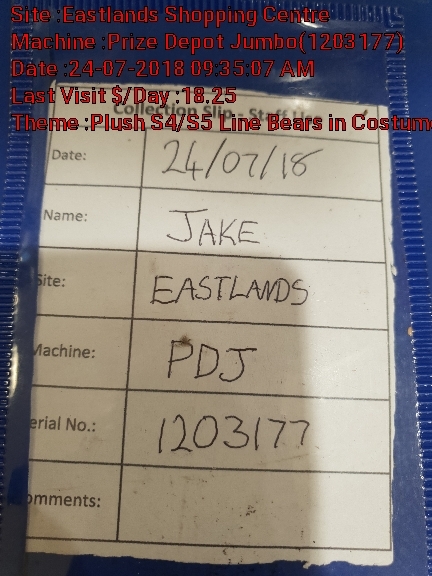 Site :Eastlands Shopping Centre
Machine :Prize Depot Jumbo(1203177)
Date :24-07-2018 09:35:07 AM
Last Visit $/Day :18.25
Collection Slip - Staff
Theme :Plush S4/S5 Line Bears in Costum
Date: 24/07/18
Name: JAKE
Site: EASTLANDS
Machine: PDJ
erial No.: 1203177
omments: